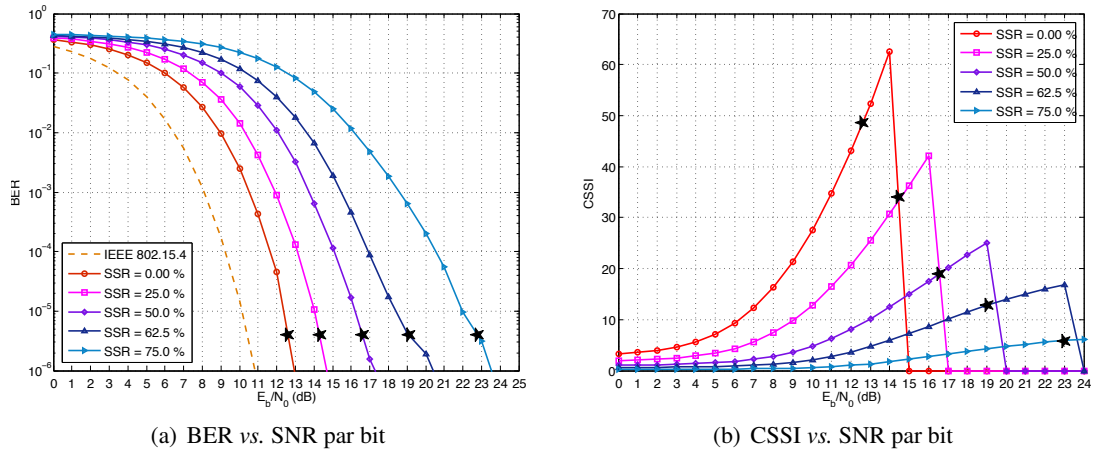 10⁰
10⁻¹
10⁻²
10⁻³
10⁻⁴
10⁻⁵
10⁻⁶
BER
IEEE 802.15.4
SSR = 0.00 %
SSR = 25.0 %
SSR = 50.0 %
SSR = 62.5 %
SSR = 75.0 %
0 1 2 3 4 5 6 7 8 9 10 11 12 13 14 15 16 17 18 19 20 21 22 23 24 25
E_b/N_0 (dB)
(a) BER vs. SNR par bit
70
60
50
40
30
20
10
0
CSSI
SSR = 0.00 %
SSR = 25.0 %
SSR = 50.0 %
SSR = 62.5 %
SSR = 75.0 %
0 1 2 3 4 5 6 7 8 9 10 11 12 13 14 15 16 17 18 19 20 21 22 23 24
E_b/N_0 (dB)
(b) CSSI vs. SNR par bit